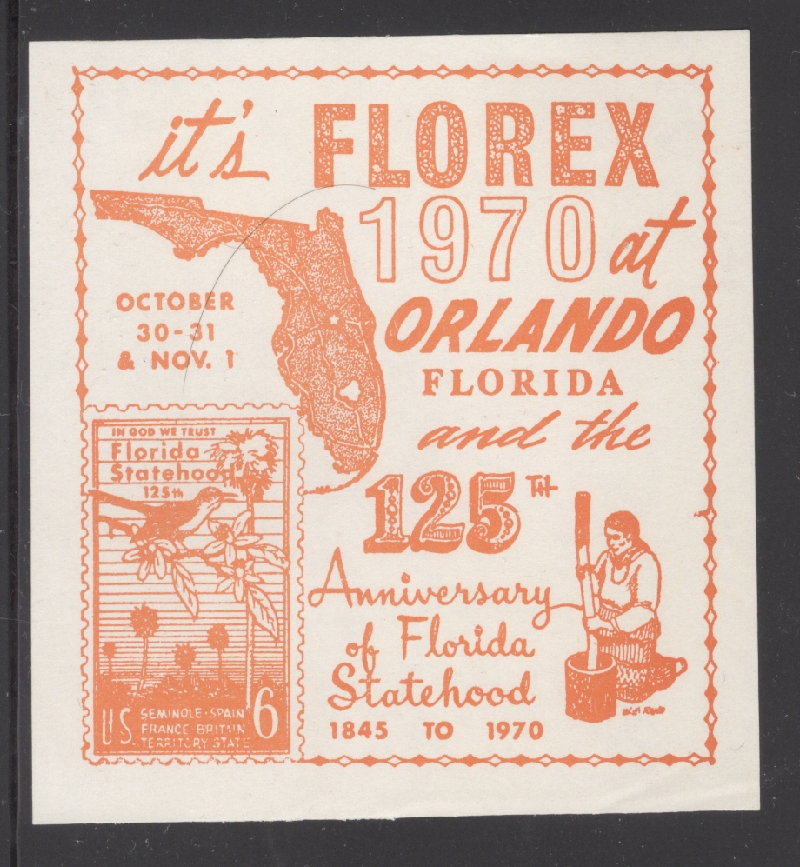 it's FLOREX
1970 at
ORLANDO
FLORIDA
OCTOBER
30-31
& NOV. 1
and the
125TH
Anniversary
of Florida
Statehood
1845 TO 1970
IN GOD WE TRUST
Florida
Statehood
125th
U.S. SEMINOLE·SPAIN
FRANCE·BRITAIN
TERRITORY STATE
6